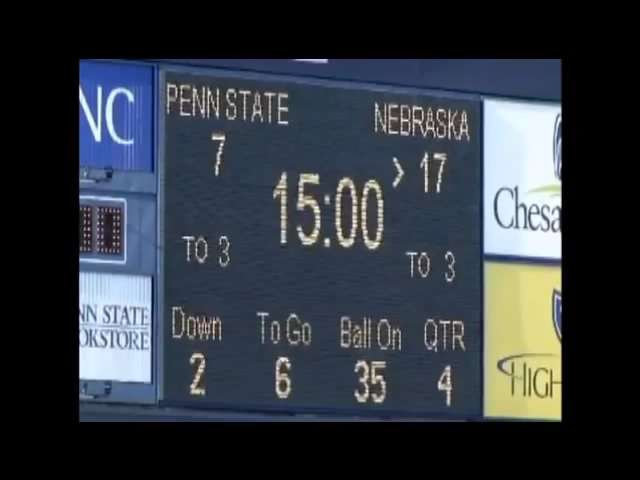 NC
PENN STATE
NEBRASKA
7
> 17
15:00
TO 3
TO 3
Down
To Go
Ball On
QTR
2
6
35
4
NN STATE
OKSTORE
Chesa
HIGH